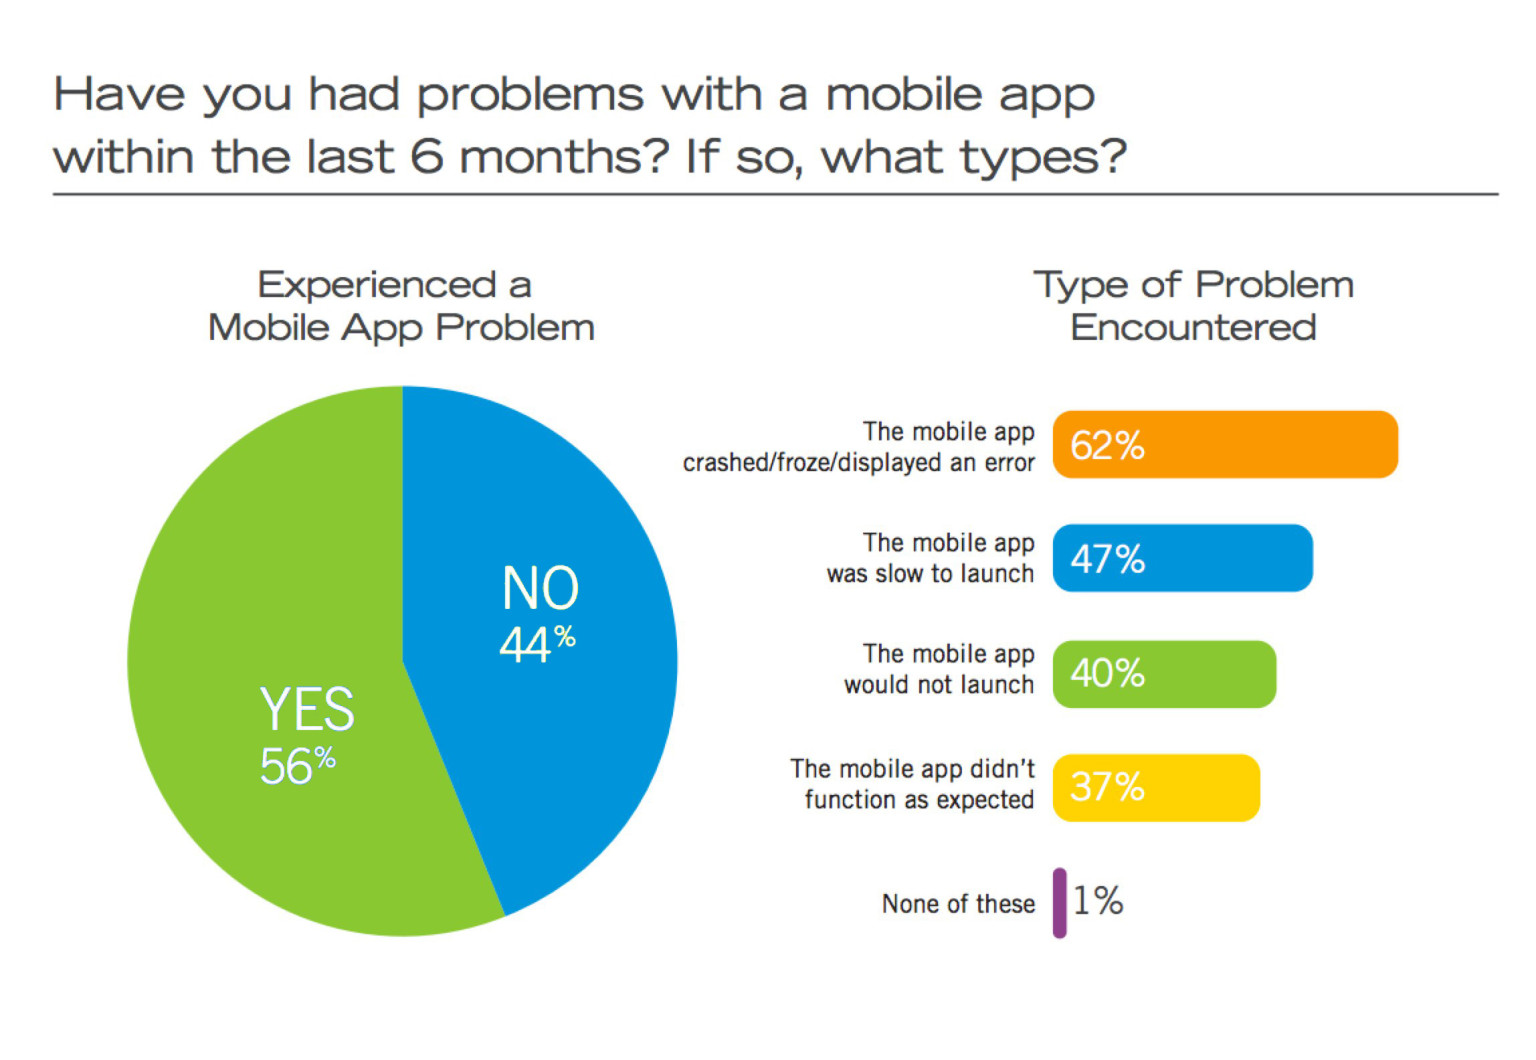 Have you had problems with a mobile app
within the last 6 months? If so, what types?
Experienced a
Mobile App Problem
NO
44%
YES
56%
Type of Problem
Encountered
The mobile app
crashed/froze/displayed an error
62%
The mobile app
was slow to launch
47%
The mobile app
would not launch
40%
The mobile app didn't
function as expected
37%
None of these
1%